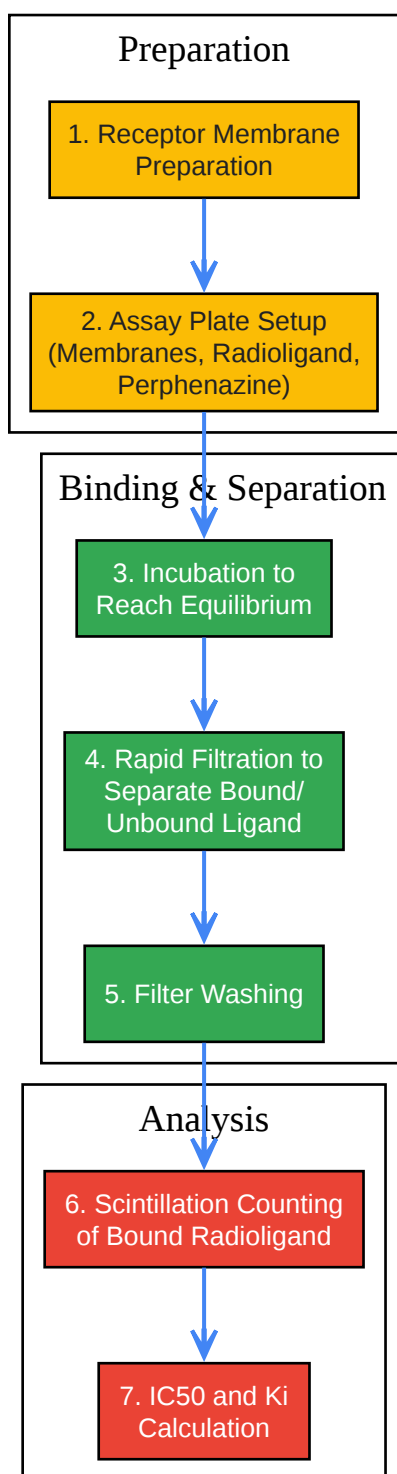 Preparation
1. Receptor Membrane
Preparation
2. Assay Plate Setup
(Membranes, Radioligand,
Perphenazine)
Binding & Separation
3. Incubation to
Reach Equilibrium
4. Rapid Filtration to
Separate Bound/
Unbound Ligand
5. Filter Washing
Analysis
6. Scintillation Counting
of Bound Radioligand
7. IC50 and Ki
Calculation